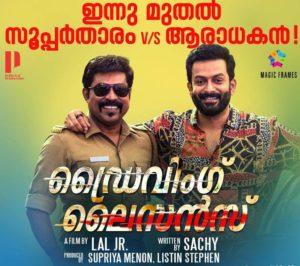 ഇന്നു മുതൽ
സൂപ്പർതാരം V/S ആരാധകൻ!
MAGIC FRAMES
ഡ്രൈവിംഗ്
ലൈസൻസ്
A FILM BY LAL JR. WRITTEN BY SACHY
PRODUCED BY SUPRIYA MENON, LISTIN STEPHEN